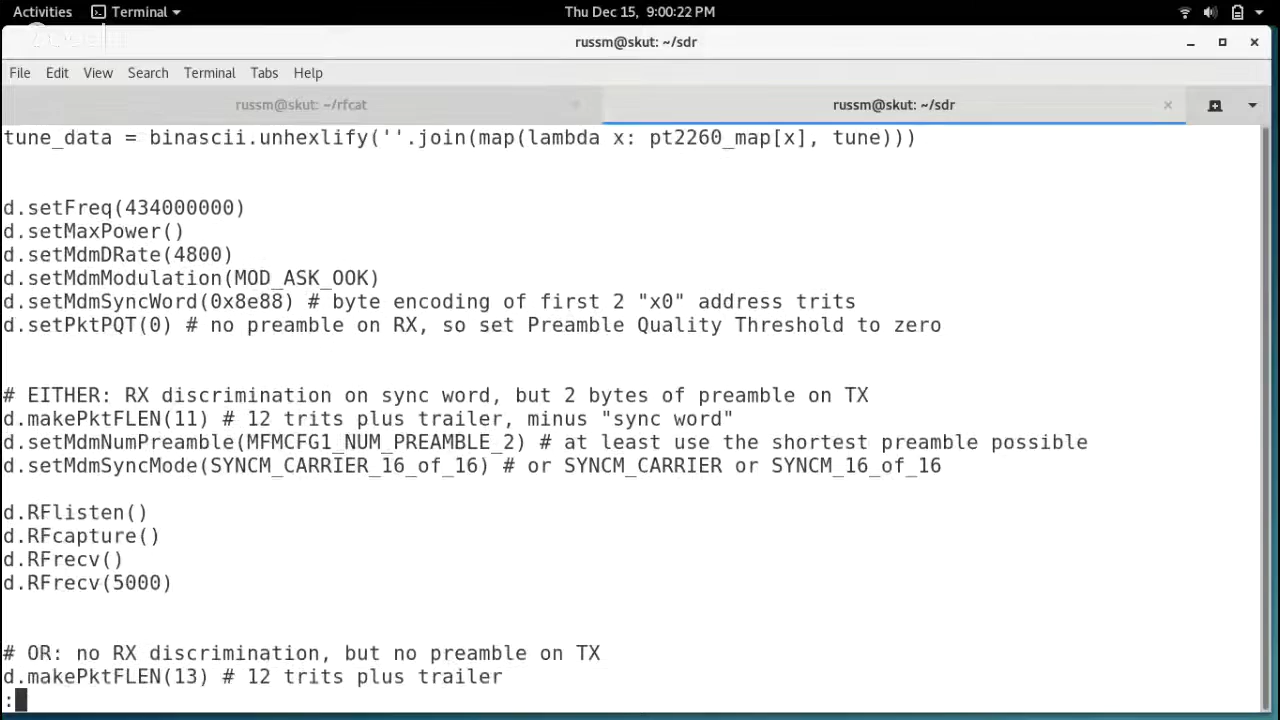 Activities Terminal Thu Dec 15, 9:00:22 PM
russm@skut: ~/sdr
File Edit View Search Terminal Tabs Help
russm@skut: ~/rfcat russm@skut: ~/sdr
tune_data = binascii.unhexlify(''.join(map(lambda x: pt2260_map[x], tune)))
d.setFreq(434000000)
d.setMaxPower()
d.setMdmDRate(4800)
d.setMdmModulation(MOD_ASK_OOK)
d.setMdmSyncWord(0x8e88) # byte encoding of first 2 "x0" address trits
d.setPktPQT(0) # no preamble on RX, so set Preamble Quality Threshold to zero
# EITHER: RX discrimination on sync word, but 2 bytes of preamble on TX
d.makePktFLEN(11) # 12 trits plus trailer, minus "sync word"
d.setMdmNumPreamble(MFMCFG1_NUM_PREAMBLE_2) # at least use the shortest preamble possible
d.setMdmSyncMode(SYNCM_CARRIER_16_of_16) # or SYNCM_CARRIER or SYNCM_16_of_16
d.RFlisten()
d.RFcapture()
d.RFrecv()
d.RFrecv(5000)
# OR: no RX discrimination, but no preamble on TX
d.makePktFLEN(13) # 12 trits plus trailer
: